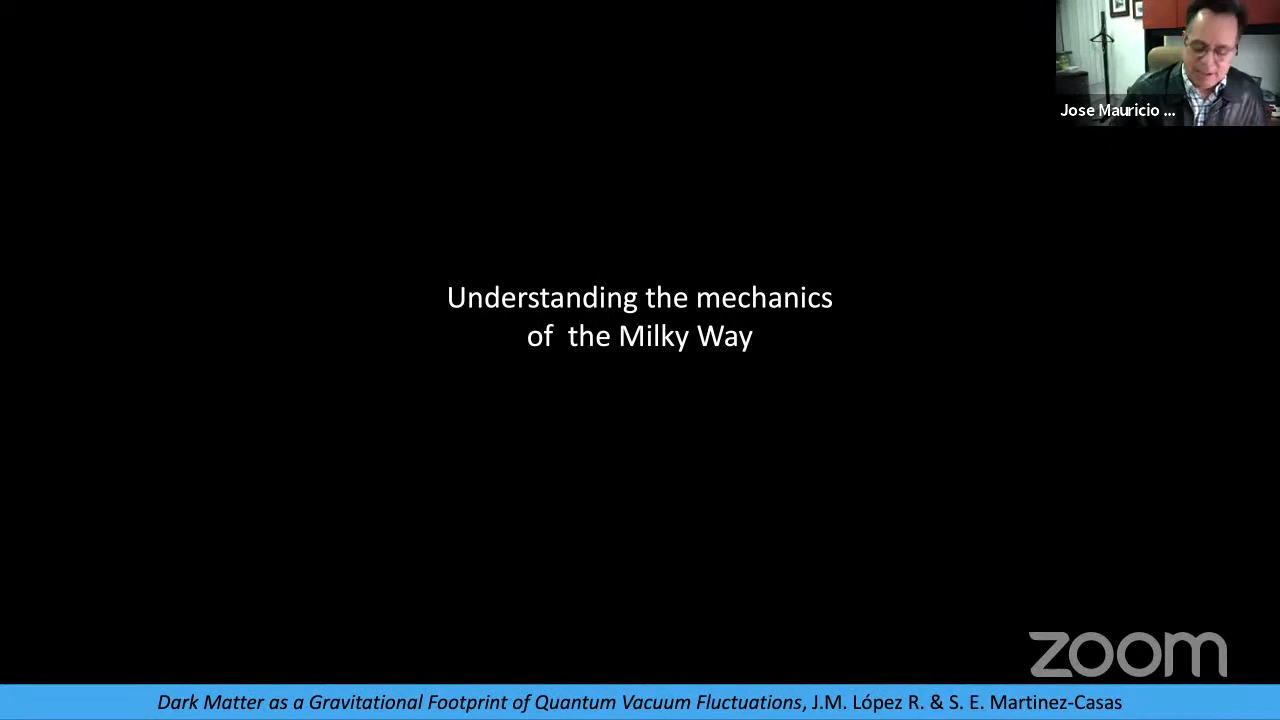 Jose Mauricio ...
Understanding the mechanics
of  the Milky Way
zoom
Dark Matter as a Gravitational Footprint of Quantum Vacuum Fluctuations, J.M. López R. & S. E. Martinez-Casas